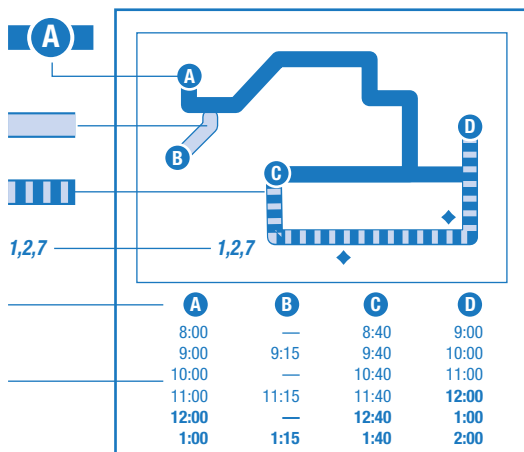 A
A
D
B
C
1,2,7 1,2,7
A B C D
8:00 — 8:40 9:00
9:00 9:15 9:40 10:00
10:00 — 10:40 11:00
11:00 11:15 11:40 12:00
12:00 — 12:40 1:00
1:00 1:15 1:40 2:00